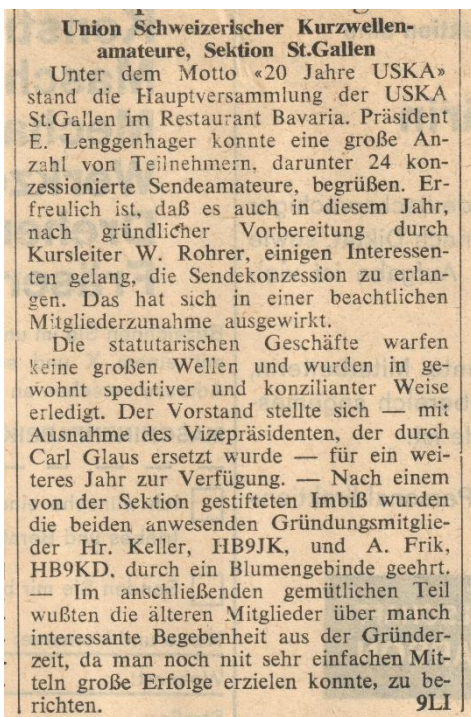 Union Schweizerischer Kurzwellen-
amateure, Sektion St.Gallen
Unter dem Motto «20 Jahre USKA»
stand die Hauptversammlung der USKA
St.Gallen im Restaurant Bavaria. Präsident
E. Lenggenhager konnte eine große An-
zahl von Teilnehmern, darunter 24 kon-
zessionierte Sendeamateure, begrüßen. Er-
freulich ist, daß es auch in diesem Jahr,
nach gründlicher Vorbereitung durch
Kursleiter W. Rohrer, einigen Interessen-
ten gelang, die Sendekonzession zu erlan-
gen. Das hat sich in einer beachtlichen
Mitgliederzunahme ausgewirkt.
Die statutarischen Geschäfte warfen
keine großen Wellen und wurden in ge-
wohnt speditiver und konzilianter Weise
erledigt. Der Vorstand stellte sich — mit
Ausnahme des Vizepräsidenten, der durch
Carl Glaus ersetzt wurde — für ein wei-
teres Jahr zur Verfügung. — Nach einem
von der Sektion gestifteten Imbiß wurden
die beiden anwesenden Gründungsmitglie-
der Hr. Keller, HB9JK, und A. Frik,
HB9KD, durch ein Blumengebinde geehrt.
— Im anschließenden gemütlichen Teil
wußten die älteren Mitglieder über manch
interessante Begebenheit aus der Gründer-
zeit, da man noch mit sehr einfachen Mit-
teln große Erfolge erzielen konnte, zu be-
richten. 9LI